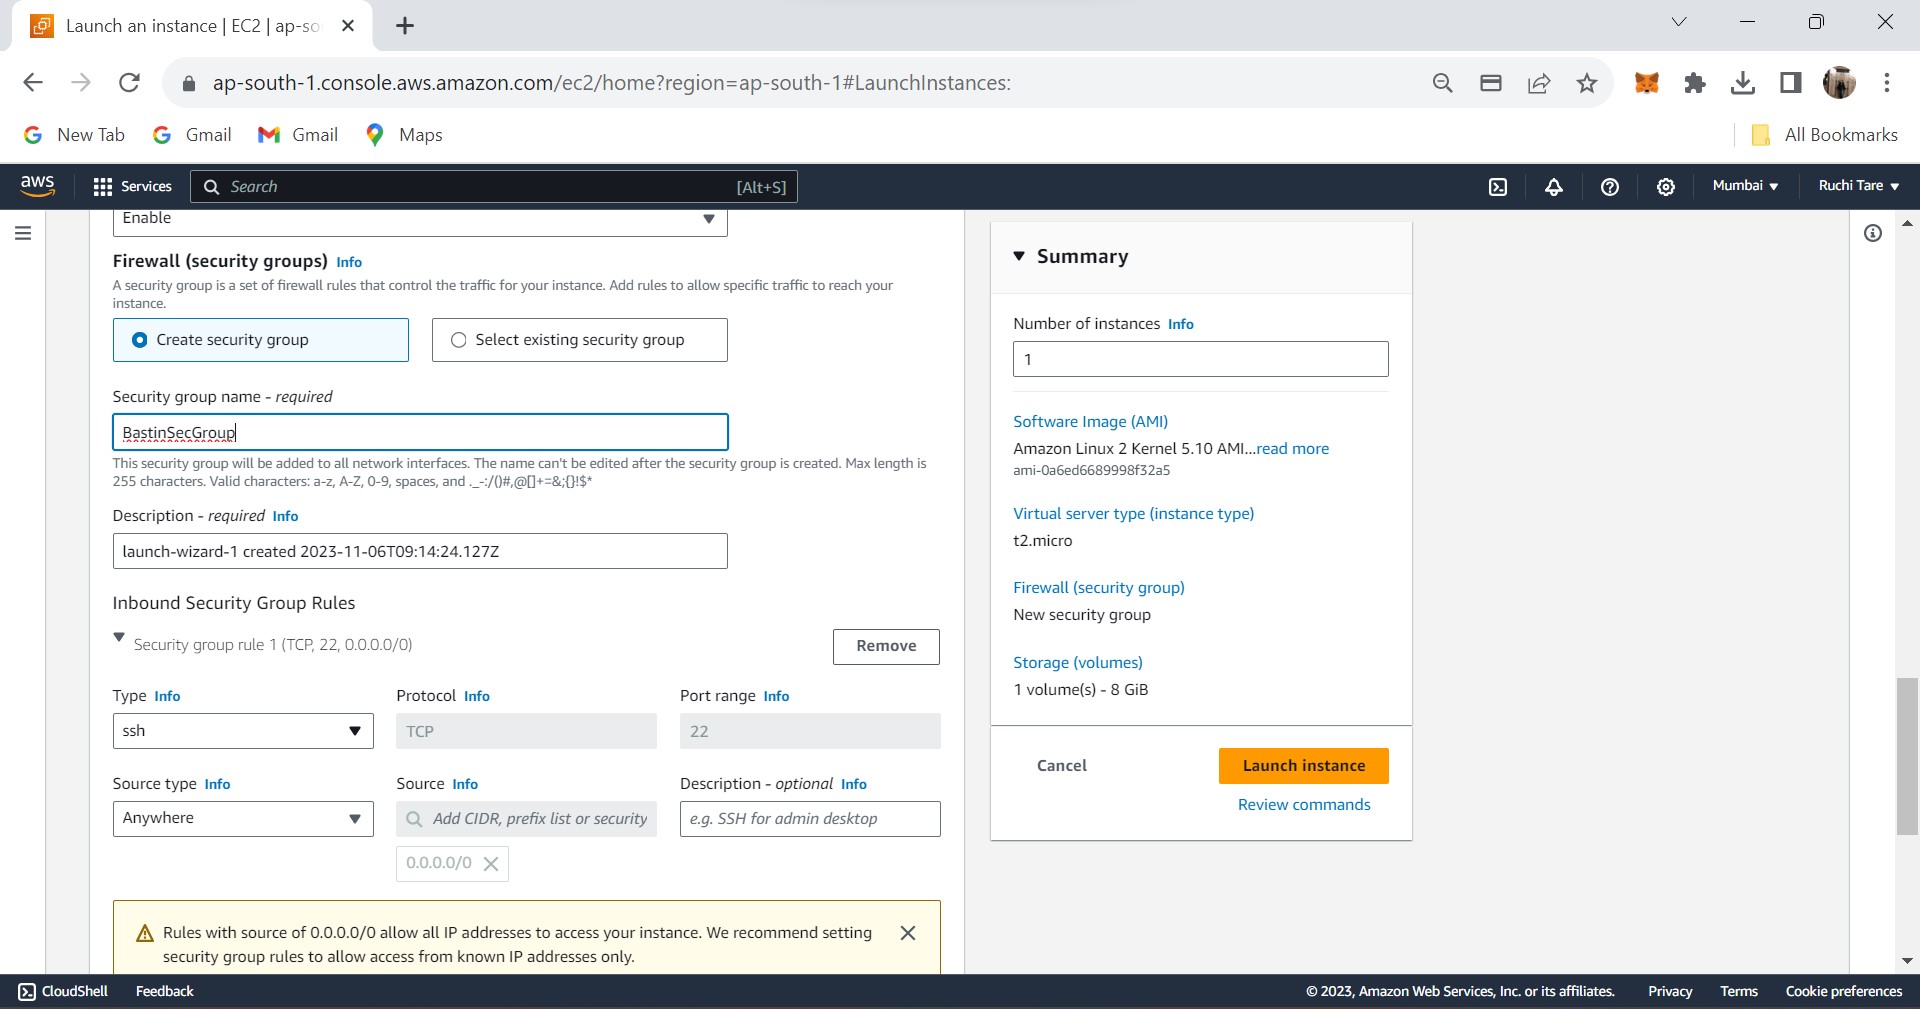 Launch an instance | EC2 | ap-so
ap-south-1.console.aws.amazon.com/ec2/home?region=ap-south-1#LaunchInstances:
New Tab
Gmail
Gmail
Maps
All Bookmarks
aws
Services
Search
[Alt+S]
Mumbai
Ruchi Tare
Enable
Firewall (security groups) Info
A security group is a set of firewall rules that control the traffic for your instance. Add rules to allow specific traffic to reach your
instance.
Create security group
Select existing security group
Security group name - required
BastinSecGroup
This security group will be added to all network interfaces. The name can't be edited after the security group is created. Max length is
255 characters. Valid characters: a-z, A-Z, 0-9, spaces, and ._-:/()#,@[]+=&;{}!$*
Description - required Info
launch-wizard-1 created 2023-11-06T09:14:24.127Z
Inbound Security Group Rules
Security group rule 1 (TCP, 22, 0.0.0.0/0)
Remove
Type Info
Protocol Info
Port range Info
ssh
TCP
22
Source type Info
Source Info
Description - optional Info
Anywhere
Add CIDR, prefix list or security
e.g. SSH for admin desktop
0.0.0.0/0
Rules with source of 0.0.0.0/0 allow all IP addresses to access your instance. We recommend setting
security group rules to allow access from known IP addresses only.
Summary
Number of instances Info
1
Software Image (AMI)
Amazon Linux 2 Kernel 5.10 AMI...read more
ami-0a6ed6689998f32a5
Virtual server type (instance type)
t2.micro
Firewall (security group)
New security group
Storage (volumes)
1 volume(s) - 8 GiB
Cancel
Launch instance
Review commands
CloudShell
Feedback
© 2023, Amazon Web Services, Inc. or its affiliates.
Privacy
Terms
Cookie preferences